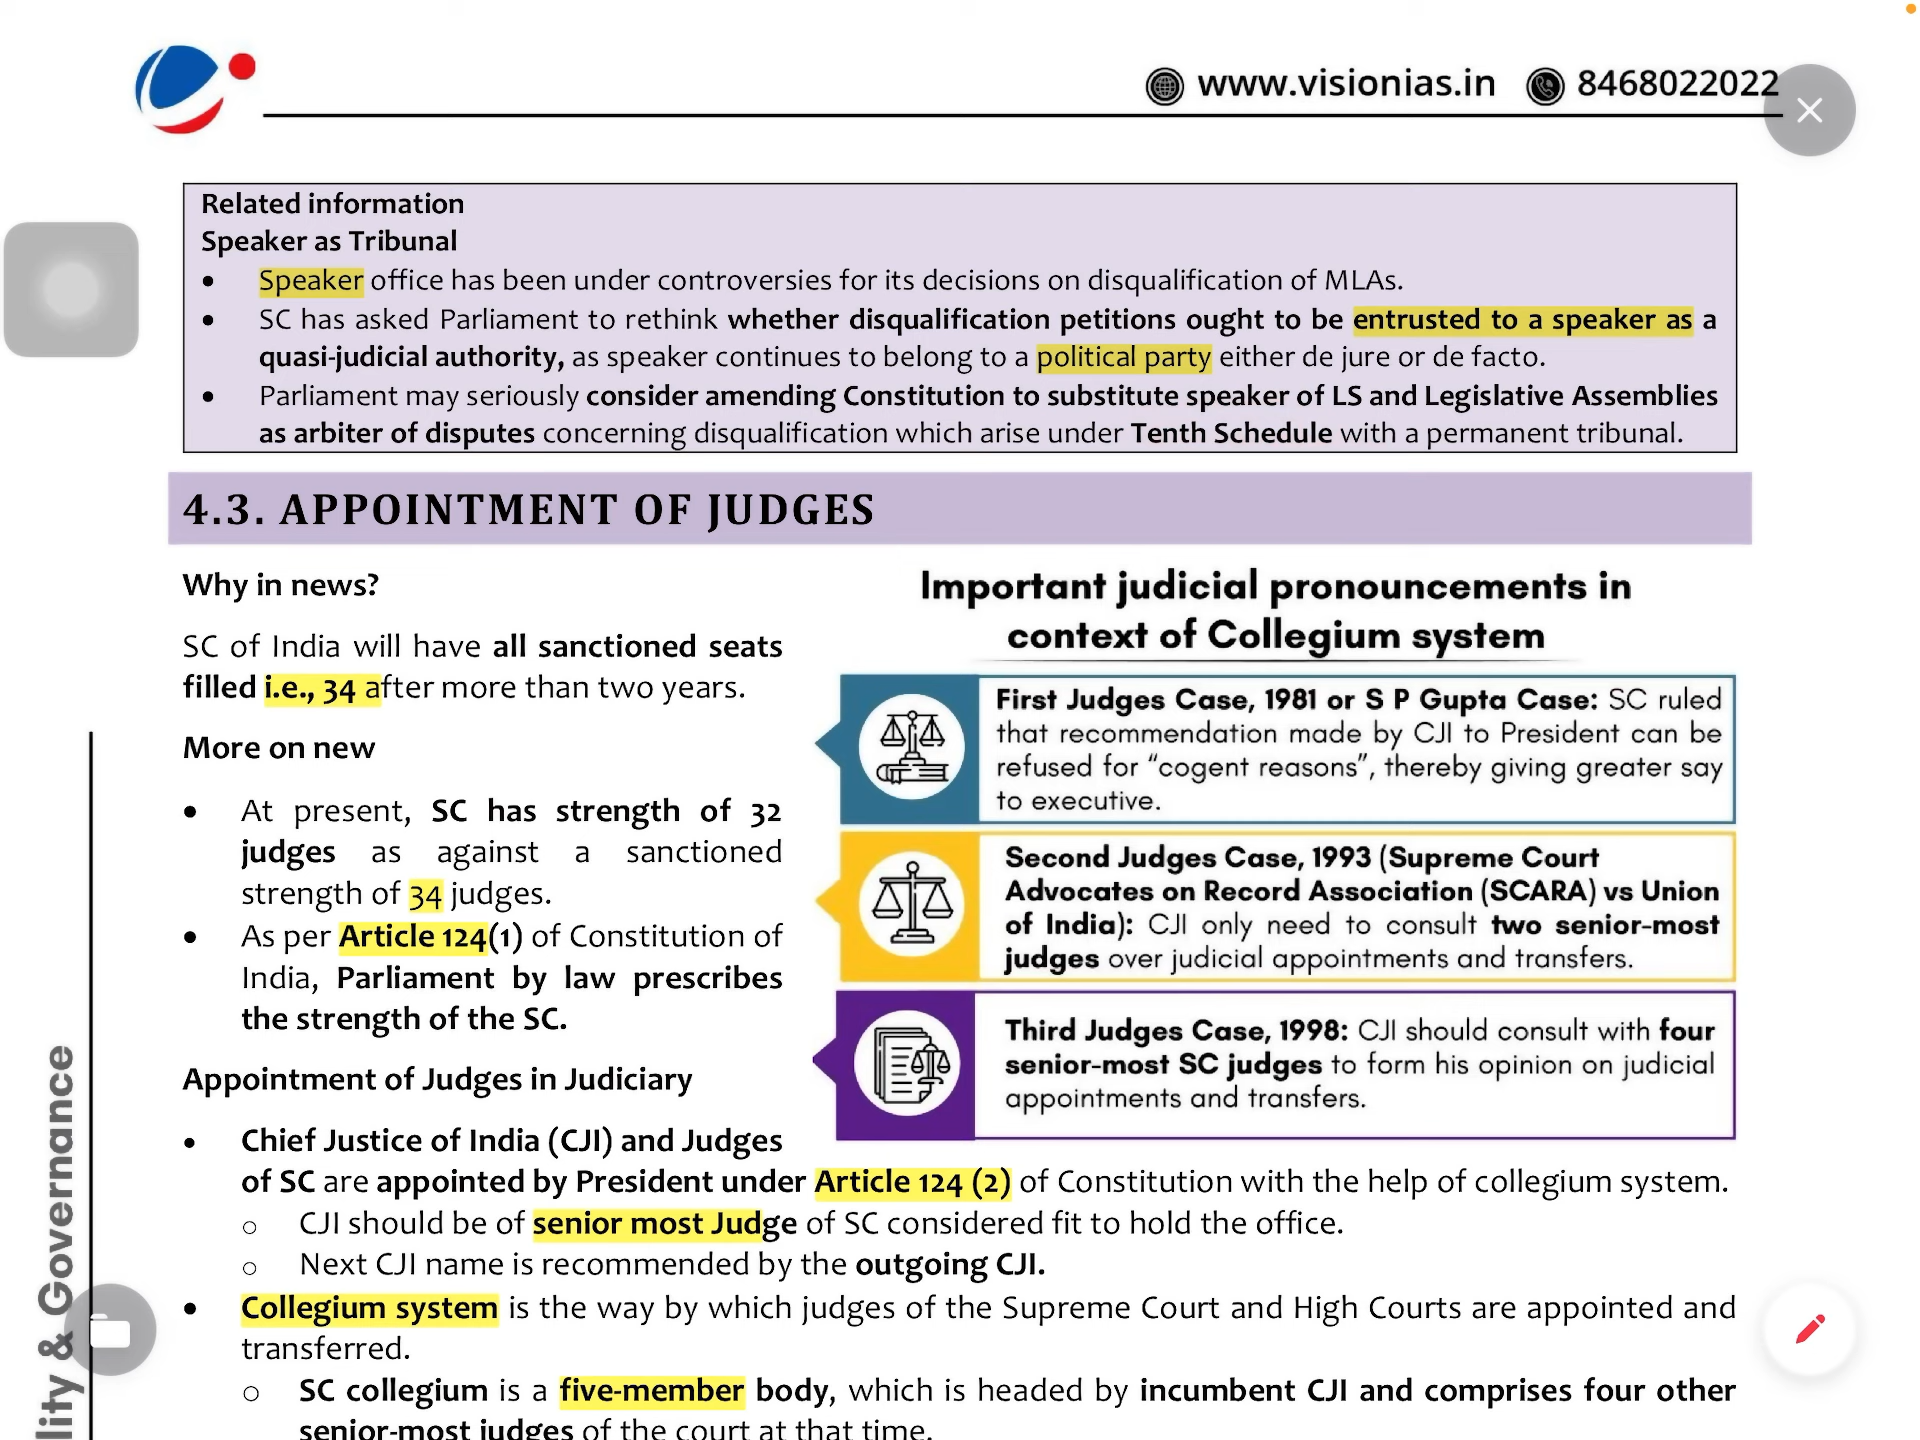 www.visionias.in 8468022022
Related information
Speaker as Tribunal
• Speaker office has been under controversies for its decisions on disqualification of MLAs.
• SC has asked Parliament to rethink whether disqualification petitions ought to be entrusted to a speaker as a
quasi-judicial authority, as speaker continues to belong to a political party either de jure or de facto.
• Parliament may seriously consider amending Constitution to substitute speaker of LS and Legislative Assemblies
as arbiter of disputes concerning disqualification which arise under Tenth Schedule with a permanent tribunal.
4.3. APPOINTMENT OF JUDGES
Why in news?
SC of India will have all sanctioned seats
filled i.e., 34 after more than two years.
More on new
• At present, SC has strength of 32
judges as against a sanctioned
strength of 34 judges.
• As per Article 124(1) of Constitution of
India, Parliament by law prescribes
the strength of the SC.
Important judicial pronouncements in
context of Collegium system
First Judges Case, 1981 or S P Gupta Case: SC ruled
that recommendation made by CJI to President can be
refused for “cogent reasons”, thereby giving greater say
to executive.
Second Judges Case, 1993 (Supreme Court
Advocates on Record Association (SCARA) vs Union
of India): CJI only need to consult two senior-most
judges over judicial appointments and transfers.
Third Judges Case, 1998: CJI should consult with four
senior-most SC judges to form his opinion on judicial
appointments and transfers.
Appointment of Judges in Judiciary
• Chief Justice of India (CJI) and Judges
of SC are appointed by President under Article 124 (2) of Constitution with the help of collegium system.
o CJI should be of senior most Judge of SC considered fit to hold the office.
o Next CJI name is recommended by the outgoing CJI.
• Collegium system is the way by which judges of the Supreme Court and High Courts are appointed and
transferred.
o SC collegium is a five-member body, which is headed by incumbent CJI and comprises four other
senior-most judges of the court at that time.
lity & Governance